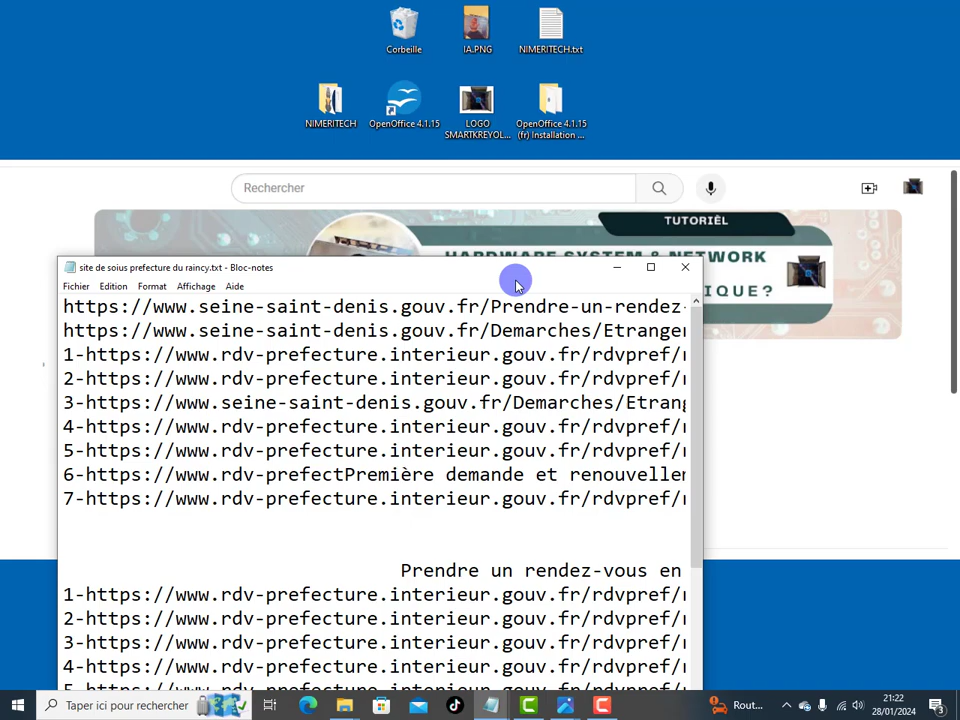 Corbeille
IA.PNG
NIMERITECH.txt
NIMERITECH
OpenOffice 4.1.15
LOGO
SMARTKREYOL...
OpenOffice 4.1.15
(fr) Installation ...
Rechercher
TUTORIÈL
HARDWARE SYSTEM & NETWORK
IQUE?
site de soius prefecture du raincy.txt - Bloc-notes
Fichier Edition Format Affichage Aide
https://www.seine-saint-denis.gouv.fr/Prendre-un-rendez-
https://www.seine-saint-denis.gouv.fr/Demarches/Etranger
1-https://www.rdv-prefecture.interieur.gouv.fr/rdvpref/
2-https://www.rdv-prefecture.interieur.gouv.fr/rdvpref/
3-https://www.seine-saint-denis.gouv.fr/Demarches/Etrang
4-https://www.rdv-prefecture.interieur.gouv.fr/rdvpref/
5-https://www.rdv-prefecture.interieur.gouv.fr/rdvpref/
6-https://www.rdv-prefectPremière demande et renouvelle
7-https://www.rdv-prefecture.interieur.gouv.fr/rdvpref/
Prendre un rendez-vous en
1-https://www.rdv-prefecture.interieur.gouv.fr/rdvpref/
2-https://www.rdv-prefecture.interieur.gouv.fr/rdvpref/
3-https://www.rdv-prefecture.interieur.gouv.fr/rdvpref/
4-https://www.rdv-prefecture.interieur.gouv.fr/rdvpref/
Taper ici pour rechercher
Rout...
21:22
28/01/2024
3